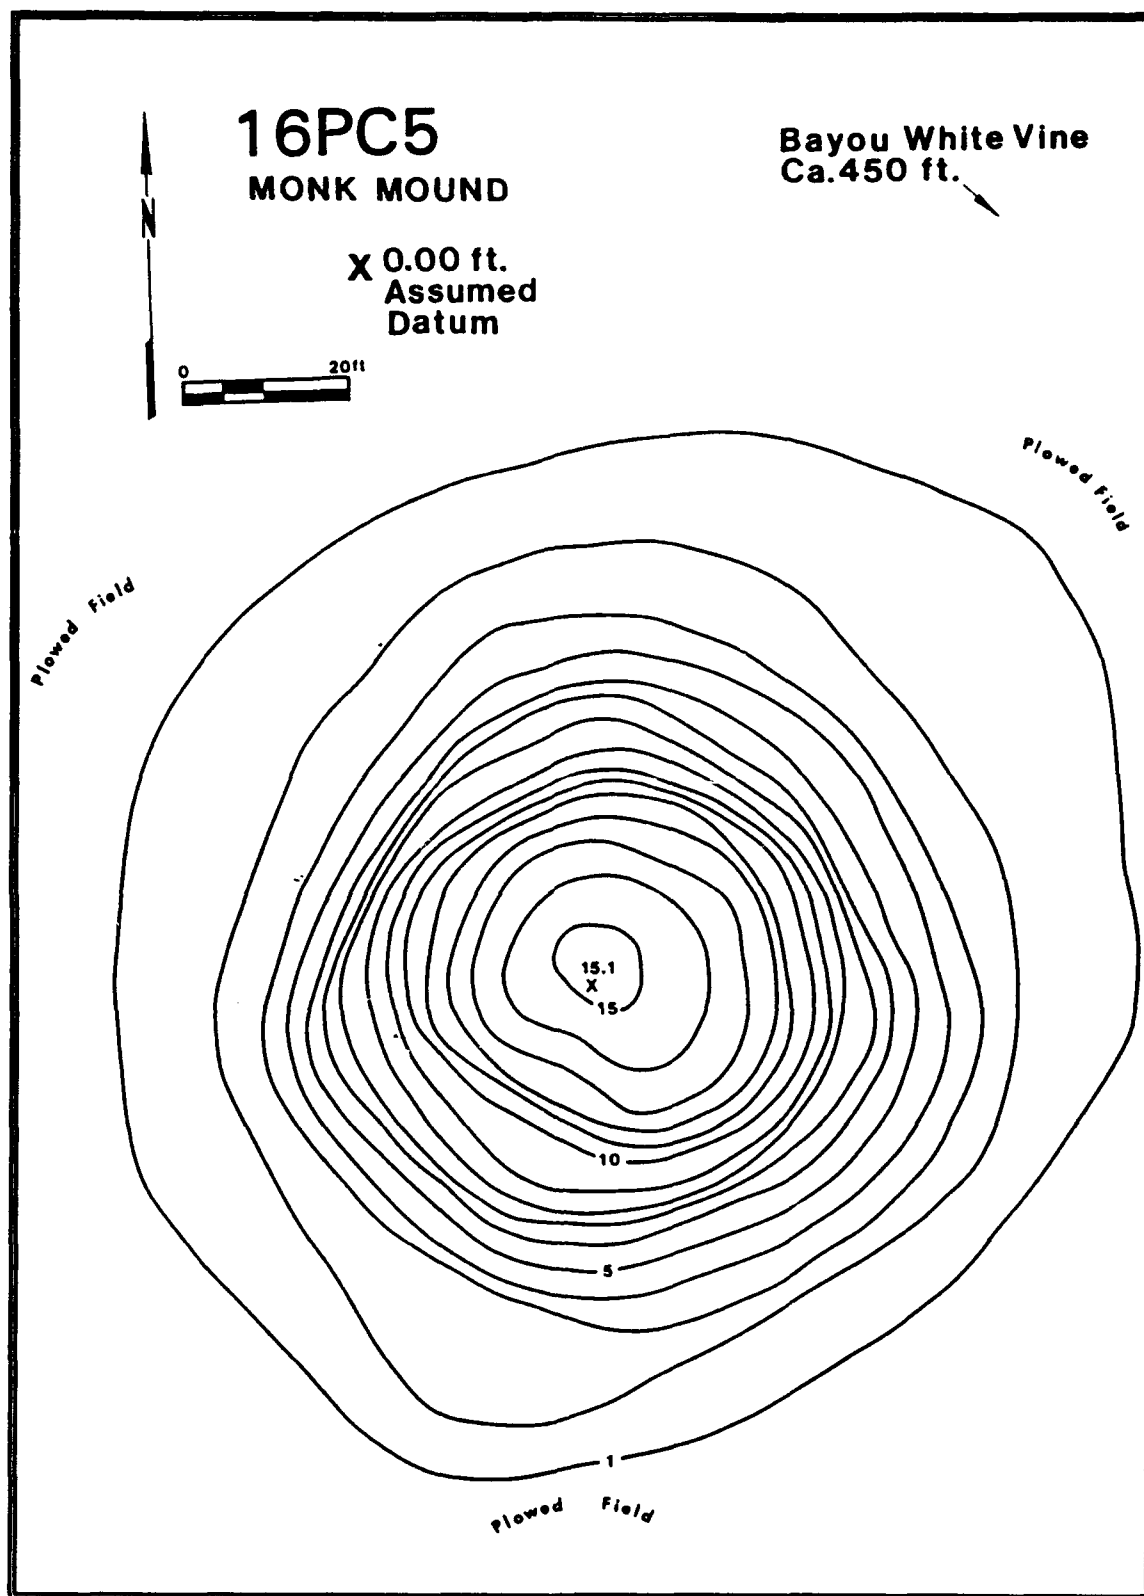 16PC5
MONK MOUND
Bayou White Vine
Ca.450 ft.
N
X 0.00 ft.
Assumed
Datum
0 20ft
Plowed Field
Plowed Field
15.1
X
15
10
5
1
Plowed Field